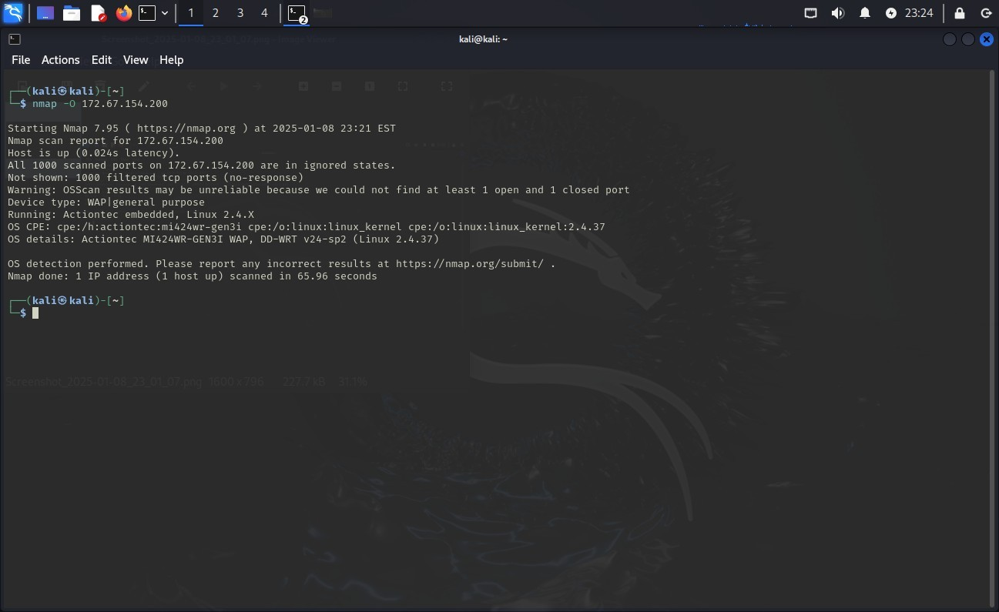 1 2 3 4 2 23:24
kali@kali: ~
File Actions Edit View Help
┌──(kali㉿kali)-[~]
└─$ nmap -O 172.67.154.200
Starting Nmap 7.95 ( https://nmap.org ) at 2025-01-08 23:21 EST
Nmap scan report for 172.67.154.200
Host is up (0.024s latency).
All 1000 scanned ports on 172.67.154.200 are in ignored states.
Not shown: 1000 filtered tcp ports (no-response)
Warning: OSScan results may be unreliable because we could not find at least 1 open and 1 closed port
Device type: WAP|general purpose
Running: Actiontec embedded, Linux 2.4.X
OS CPE: cpe:/h:actiontec:mi424wr-gen3i cpe:/o:linux:linux_kernel cpe:/o:linux:linux_kernel:2.4.37
OS details: Actiontec MI424WR-GEN3I WAP, DD-WRT v24-sp2 (Linux 2.4.37)
OS detection performed. Please report any incorrect results at https://nmap.org/submit/ .
Nmap done: 1 IP address (1 host up) scanned in 65.96 seconds
┌──(kali㉿kali)-[~]
└─$
Screenshot_2025-01-08_23_01_07.png 1600 x 796 227.7 kB 31.1%